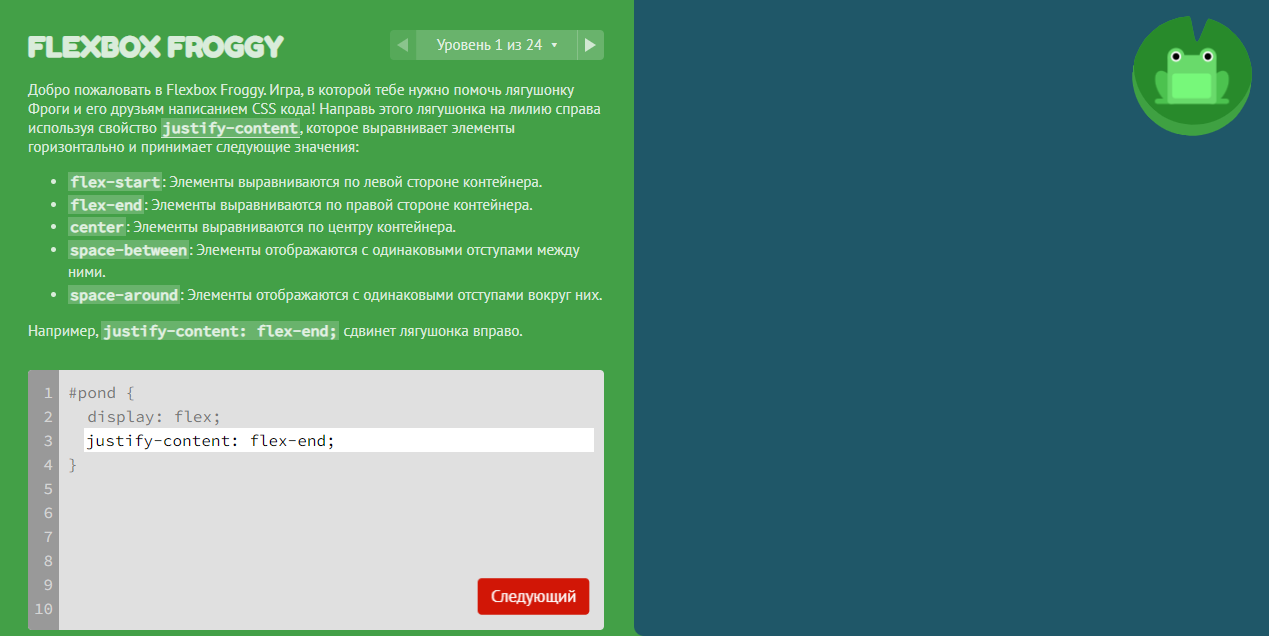 FLEXBOX FROGGY
◀ Уровень 1 из 24 ▾ ▶
Добро пожаловать в Flexbox Froggy. Игра, в которой тебе нужно помочь лягушонку
Фроги и его друзьям написанием CSS кода! Направь этого лягушонка на лилию справа
используя свойство justify-content, которое выравнивает элементы
горизонтально и принимает следующие значения:
• flex-start: Элементы выравниваются по левой стороне контейнера.
• flex-end: Элементы выравниваются по правой стороне контейнера.
• center: Элементы выравниваются по центру контейнера.
• space-between: Элементы отображаются с одинаковыми отступами между
ними.
• space-around: Элементы отображаются с одинаковыми отступами вокруг них.
Например, justify-content: flex-end; сдвинет лягушонка вправо.
1 #pond {
2 display: flex;
3 justify-content: flex-end;
4 }
5
6
7
8
9
10
Следующий